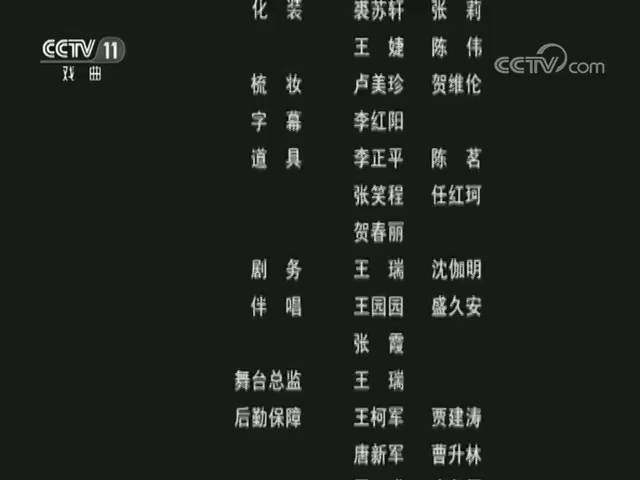 化 装 裘苏轩 张 莉
CCTV 11
戏 曲
王 婕 陈 伟
CCTV.com
梳 妆 卢美珍 贺维伦
字 幕 李红阳
道 具 李正平 陈 茗
张笑程 任红珂
贺春丽
剧 务 王 瑞 沈伽明
伴 唱 王园园 盛久安
张 霞
舞台总监 王 瑞
后勤保障 王柯军 贾建涛
唐新军 曹升林